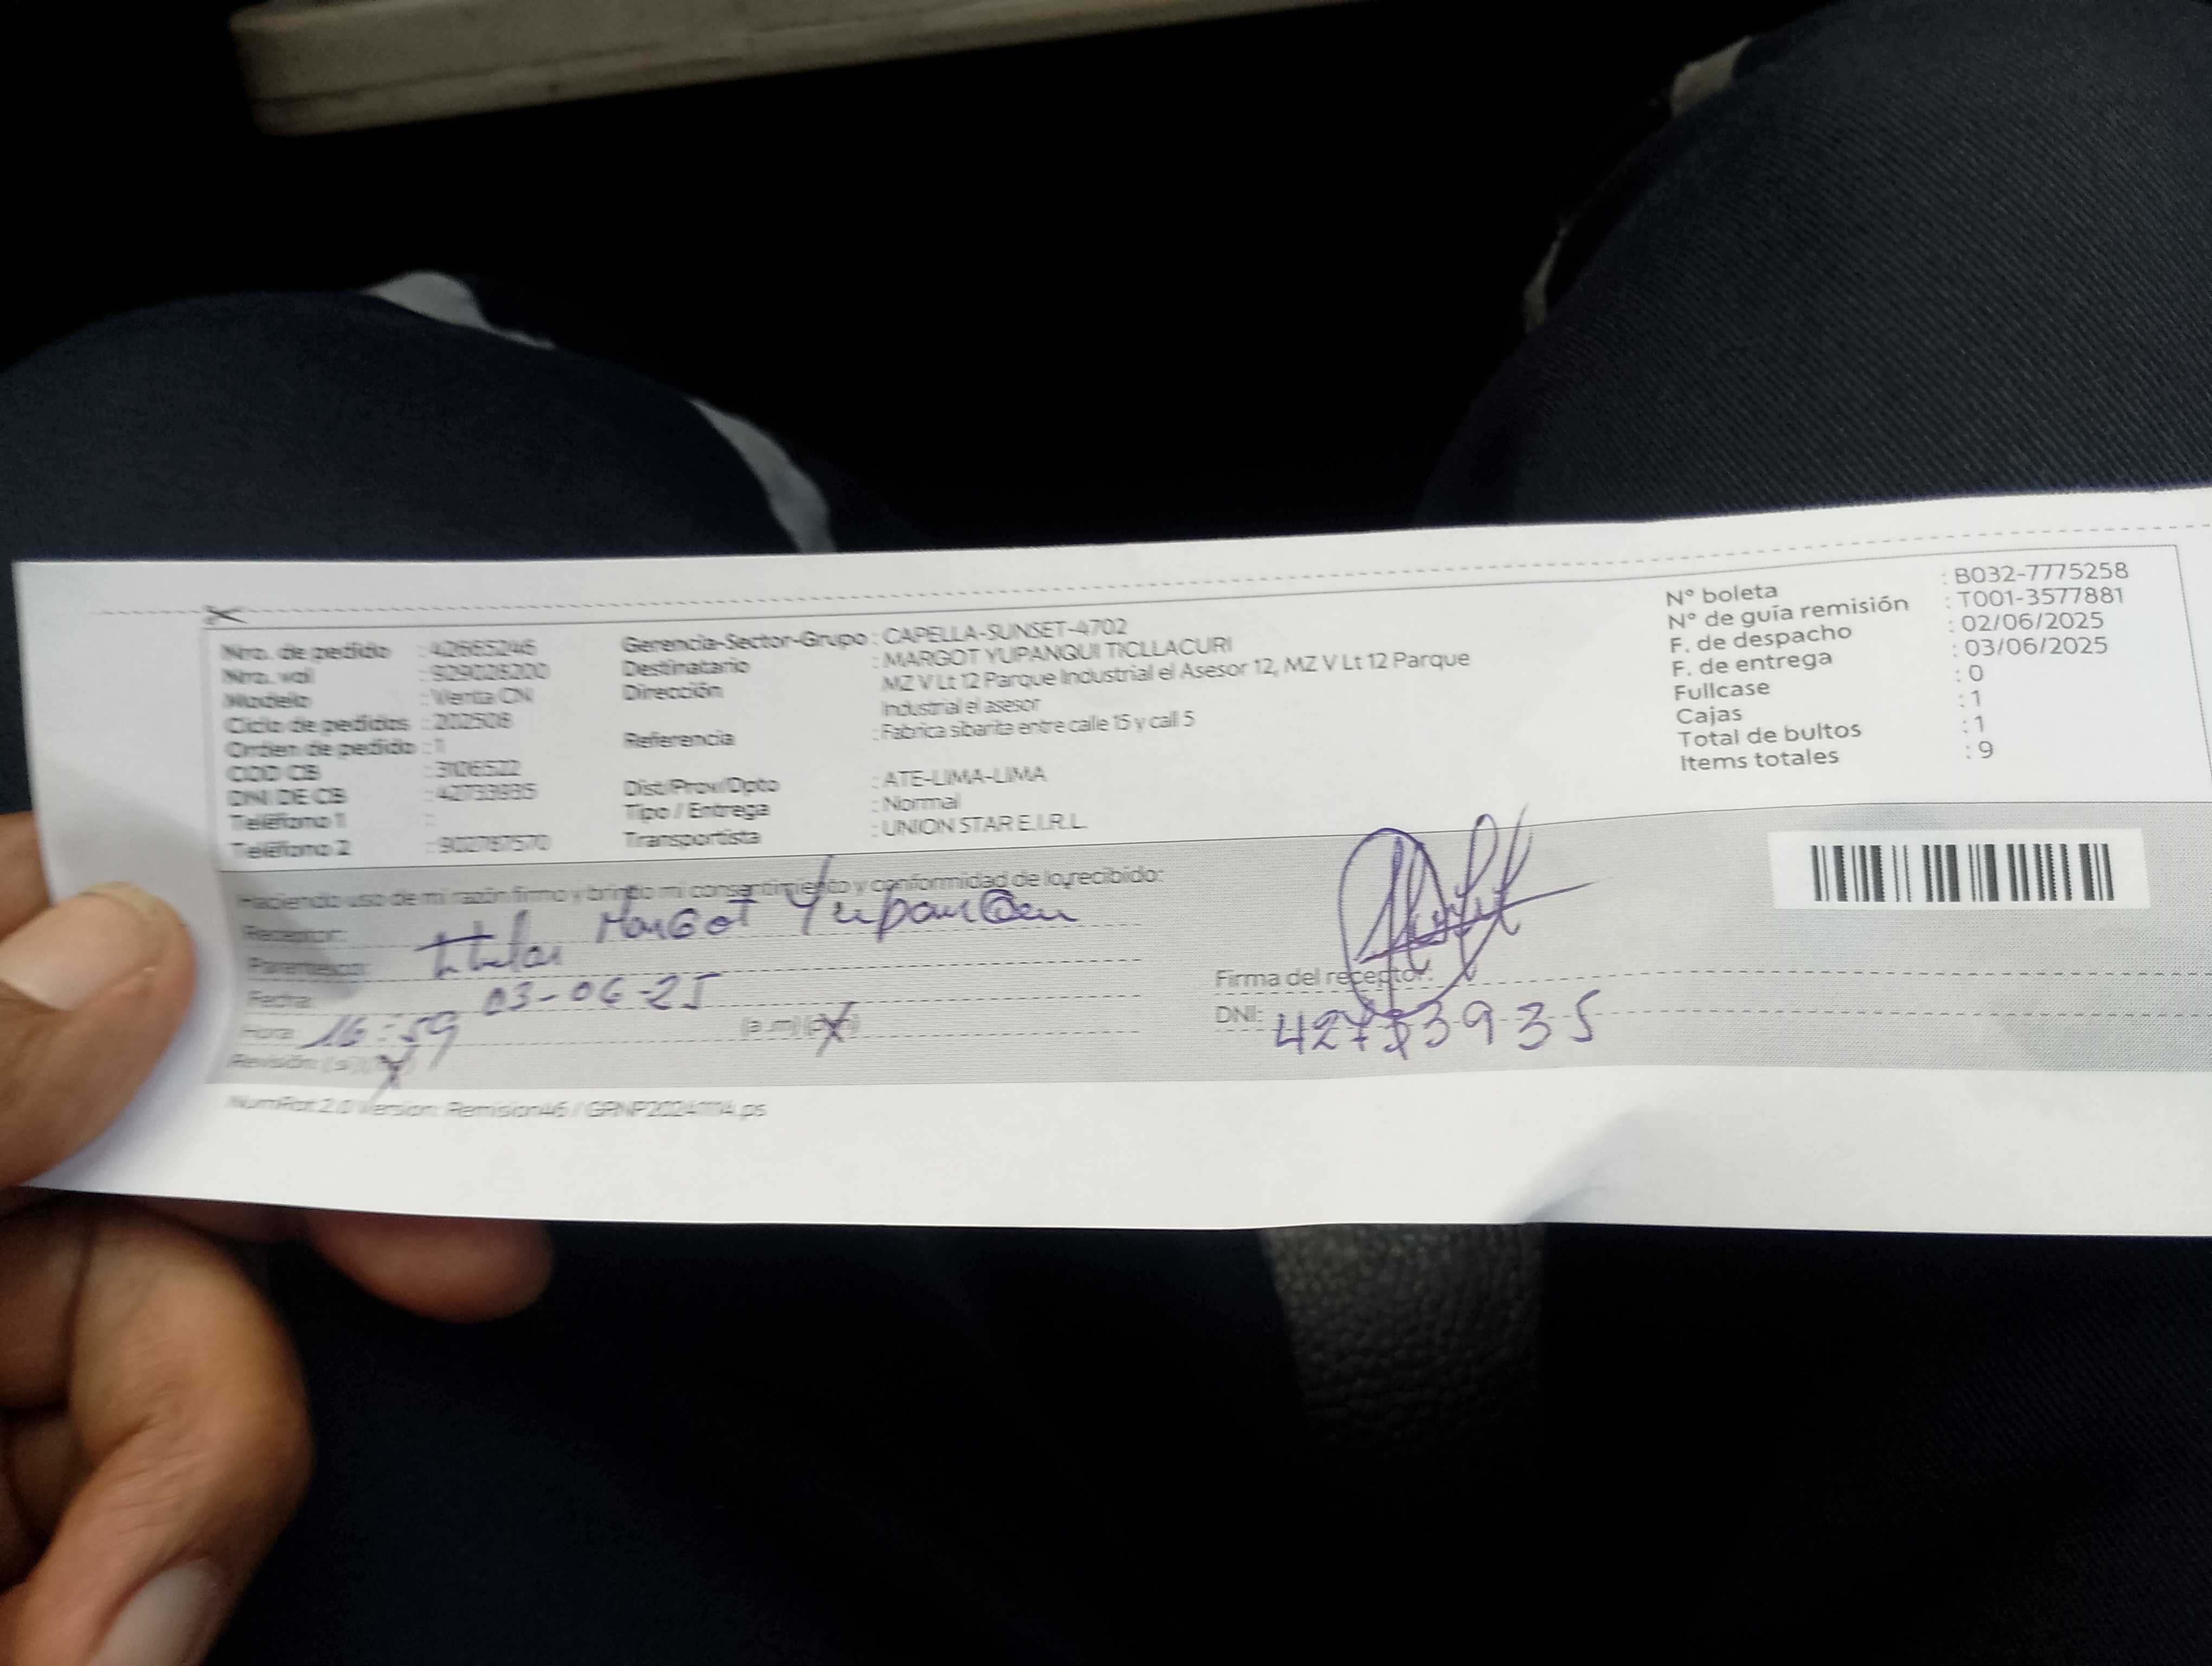 Nro. de pedido : 42665246
Nro. val : 929028200
Modelo : Venta CN
Ciclo de pedidos : 202508
Orden de pedido : 1
COD CB : 3106522
DNI DE CB : 42733935
Teléfono 1 :
Teléfono 2 : 902787570
Gerencia-Sector-Grupo : CAPELLA-SUNSET-4702
Destinatario : MARGOT YUPANQUI TICLLACURI
Dirección MZ V Lt 12 Parque Industrial el Asesor 12, MZ V Lt 12 Parque
Industrial el asesor
Referencia : Fabrica sibarita entre calle 15 y call 5
Dist/Prov/Dpto : ATE-LIMA-LIMA
Tipo / Entrega : Normal
Transportista : UNION STAR E.I.R.L.
N° boleta : B032-7775258
N° de guía remisión : T001-3577881
F. de despacho : 02/06/2025
F. de entrega : 03/06/2025
Fullcase : 0
Cajas : 1
Total de bultos : 1
Items totales : 9
Haciendo uso de mi razón firmo y brindo mi consentimiento y conformidad de lo recibido:
Receptor: Margot Yupanqui
Parentesco: titular
Fecha: 03-06-25
Hora: 16:59 (a.m)
Revisión: (si)
Firma del receptor:
DNI: 42733935
NumRot 2.0 Version: Remision46 / GRNP20241114.ps